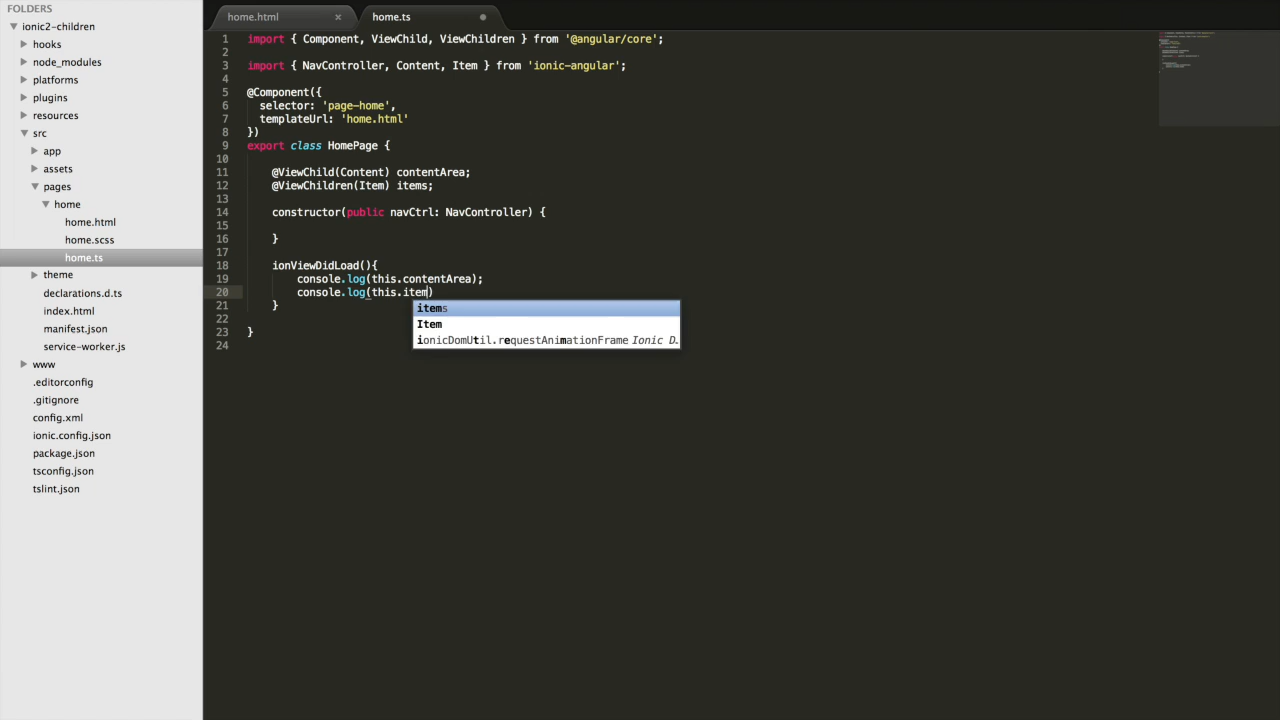 FOLDERS
ionic2-children
hooks
node_modules
platforms
plugins
resources
src
app
assets
pages
home
home.html
home.scss
home.ts
theme
declarations.d.ts
index.html
manifest.json
service-worker.js
www
.editorconfig
.gitignore
config.xml
ionic.config.json
package.json
tsconfig.json
tslint.json
home.html ×
home.ts
1 import { Component, ViewChild, ViewChildren } from '@angular/core';
2
3 import { NavController, Content, Item } from 'ionic-angular';
4
5 @Component({
6 selector: 'page-home',
7 templateUrl: 'home.html'
8 })
9 export class HomePage {
10
11 @ViewChild(Content) contentArea;
12 @ViewChildren(Item) items;
13
14 constructor(public navCtrl: NavController) {
15
16 }
17
18 ionViewDidLoad(){
19 console.log(this.contentArea);
20 console.log(this.item)
21 }
22
23 }
24
items
Item
ionicDomUtil.requestAnimationFrame Ionic D.